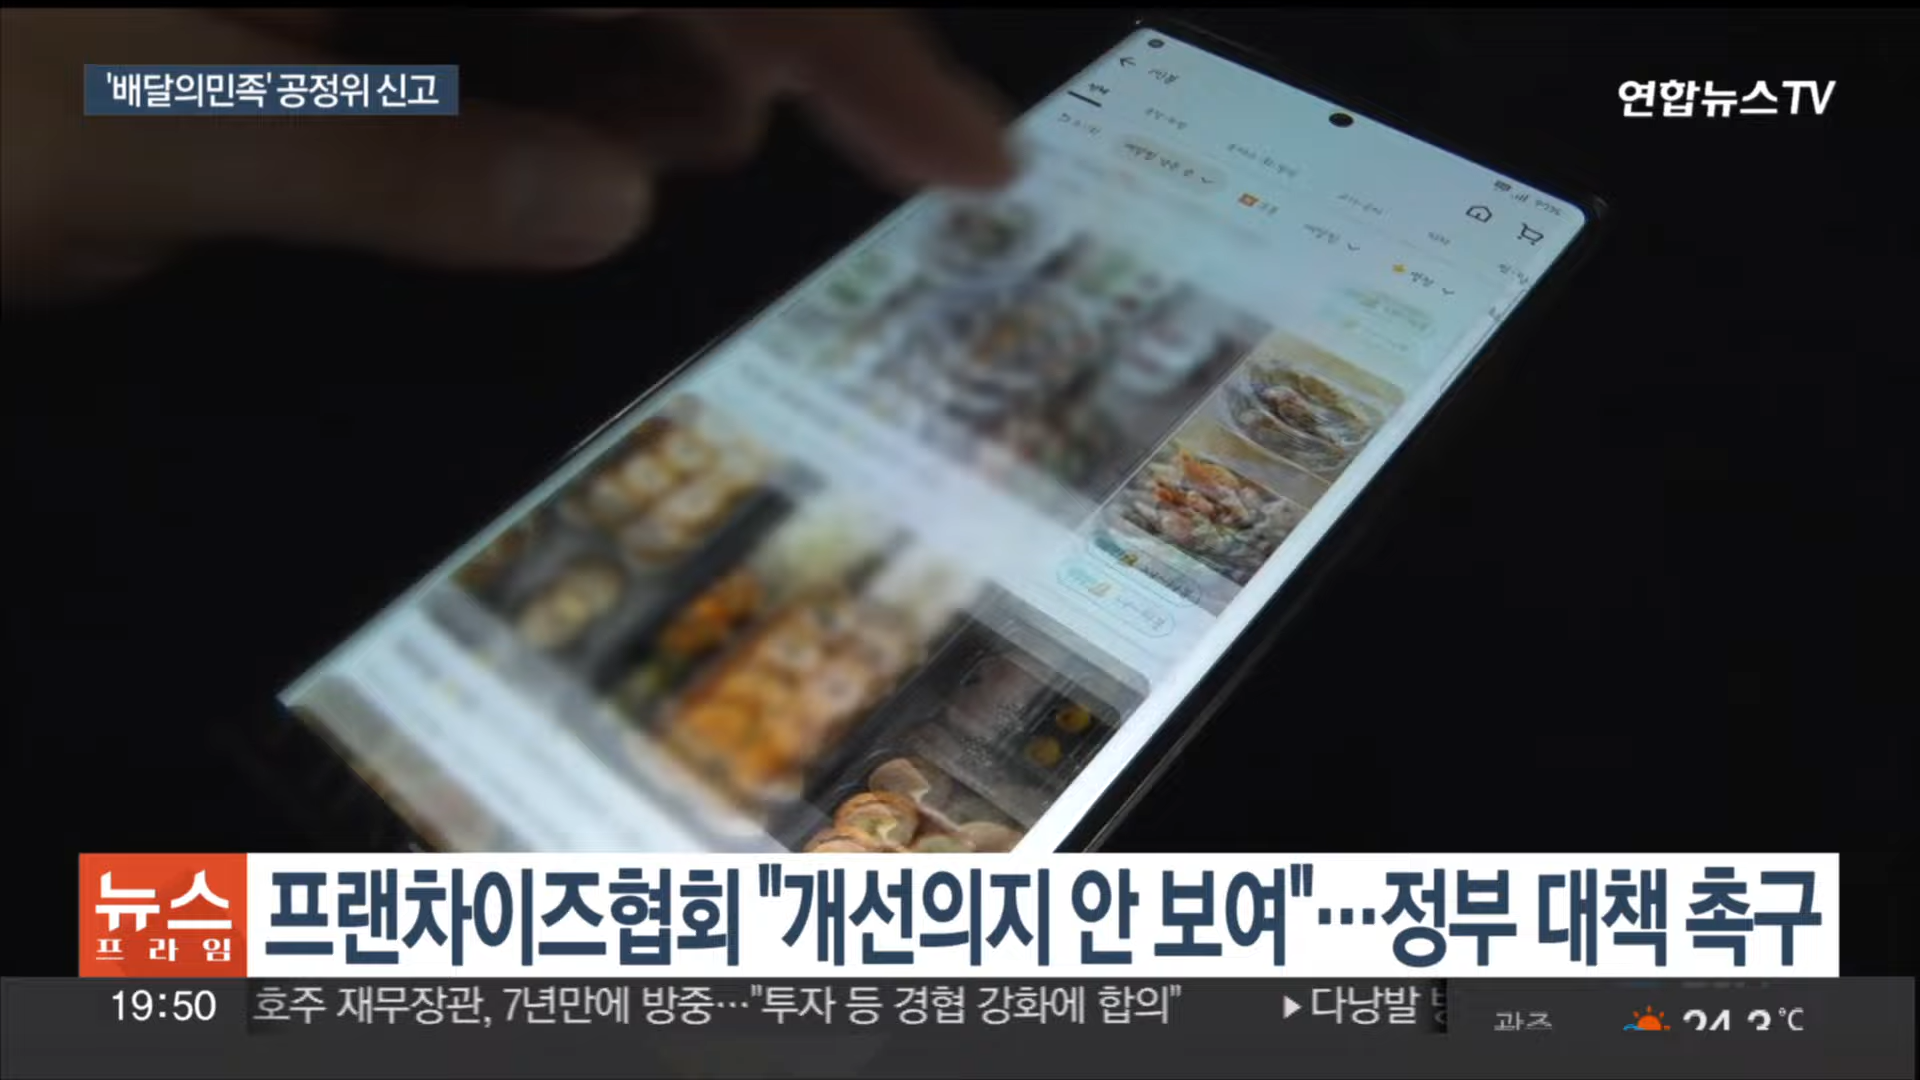 '배달의민족' 공정위 신고
연합뉴스TV
뉴스
프라임
프랜차이즈협회 "개선의지 안 보여"…정부 대책 촉구
19:50
호주 재무장관, 7년만에 방중…"투자 등 경협 강화에 합의"
▶다낭발
24.3℃